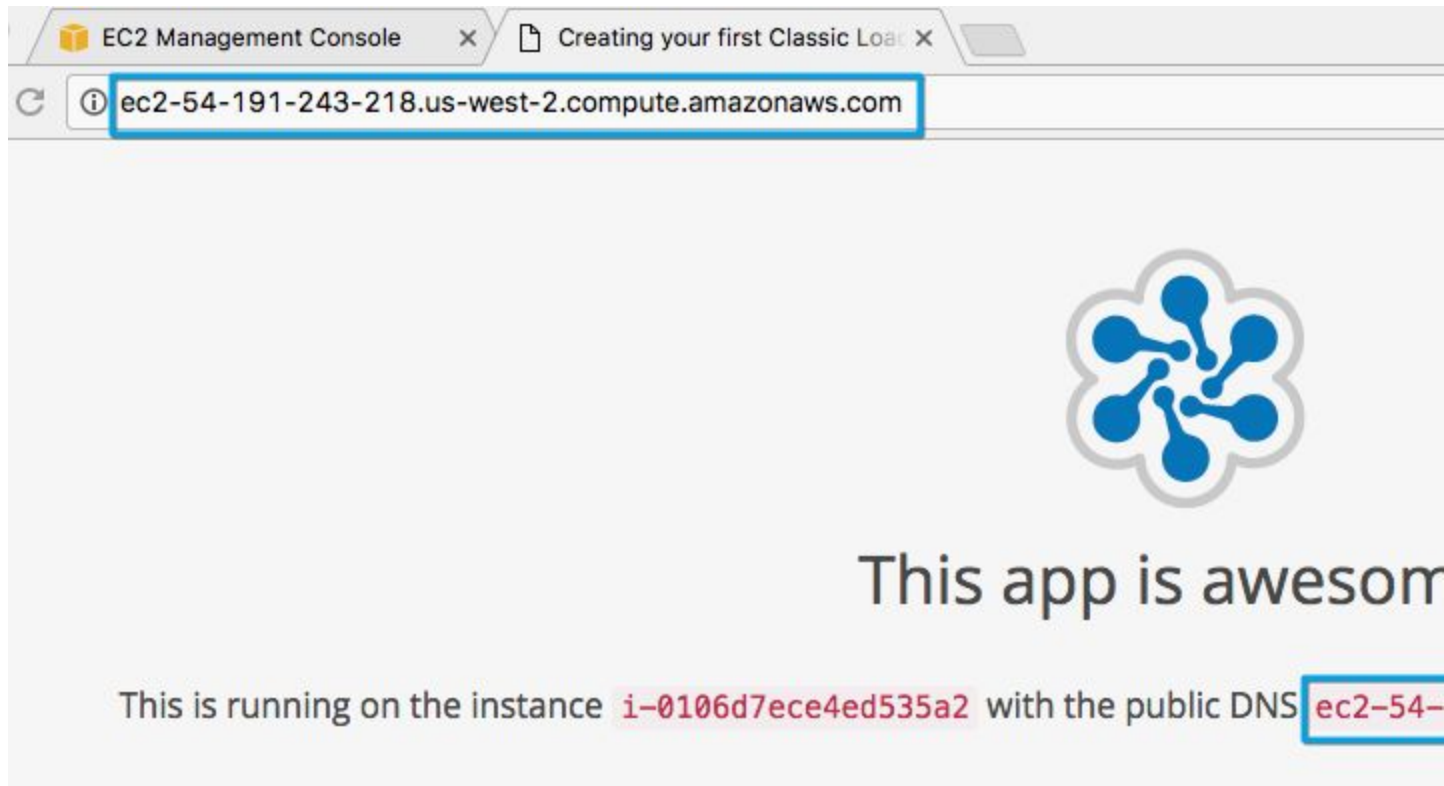 EC2 Management Console Creating your first Classic Loa
ec2-54-191-243-218.us-west-2.compute.amazonaws.com
This app is awesom
This is running on the instance i-0106d7ece4ed535a2 with the public DNS ec2-54-